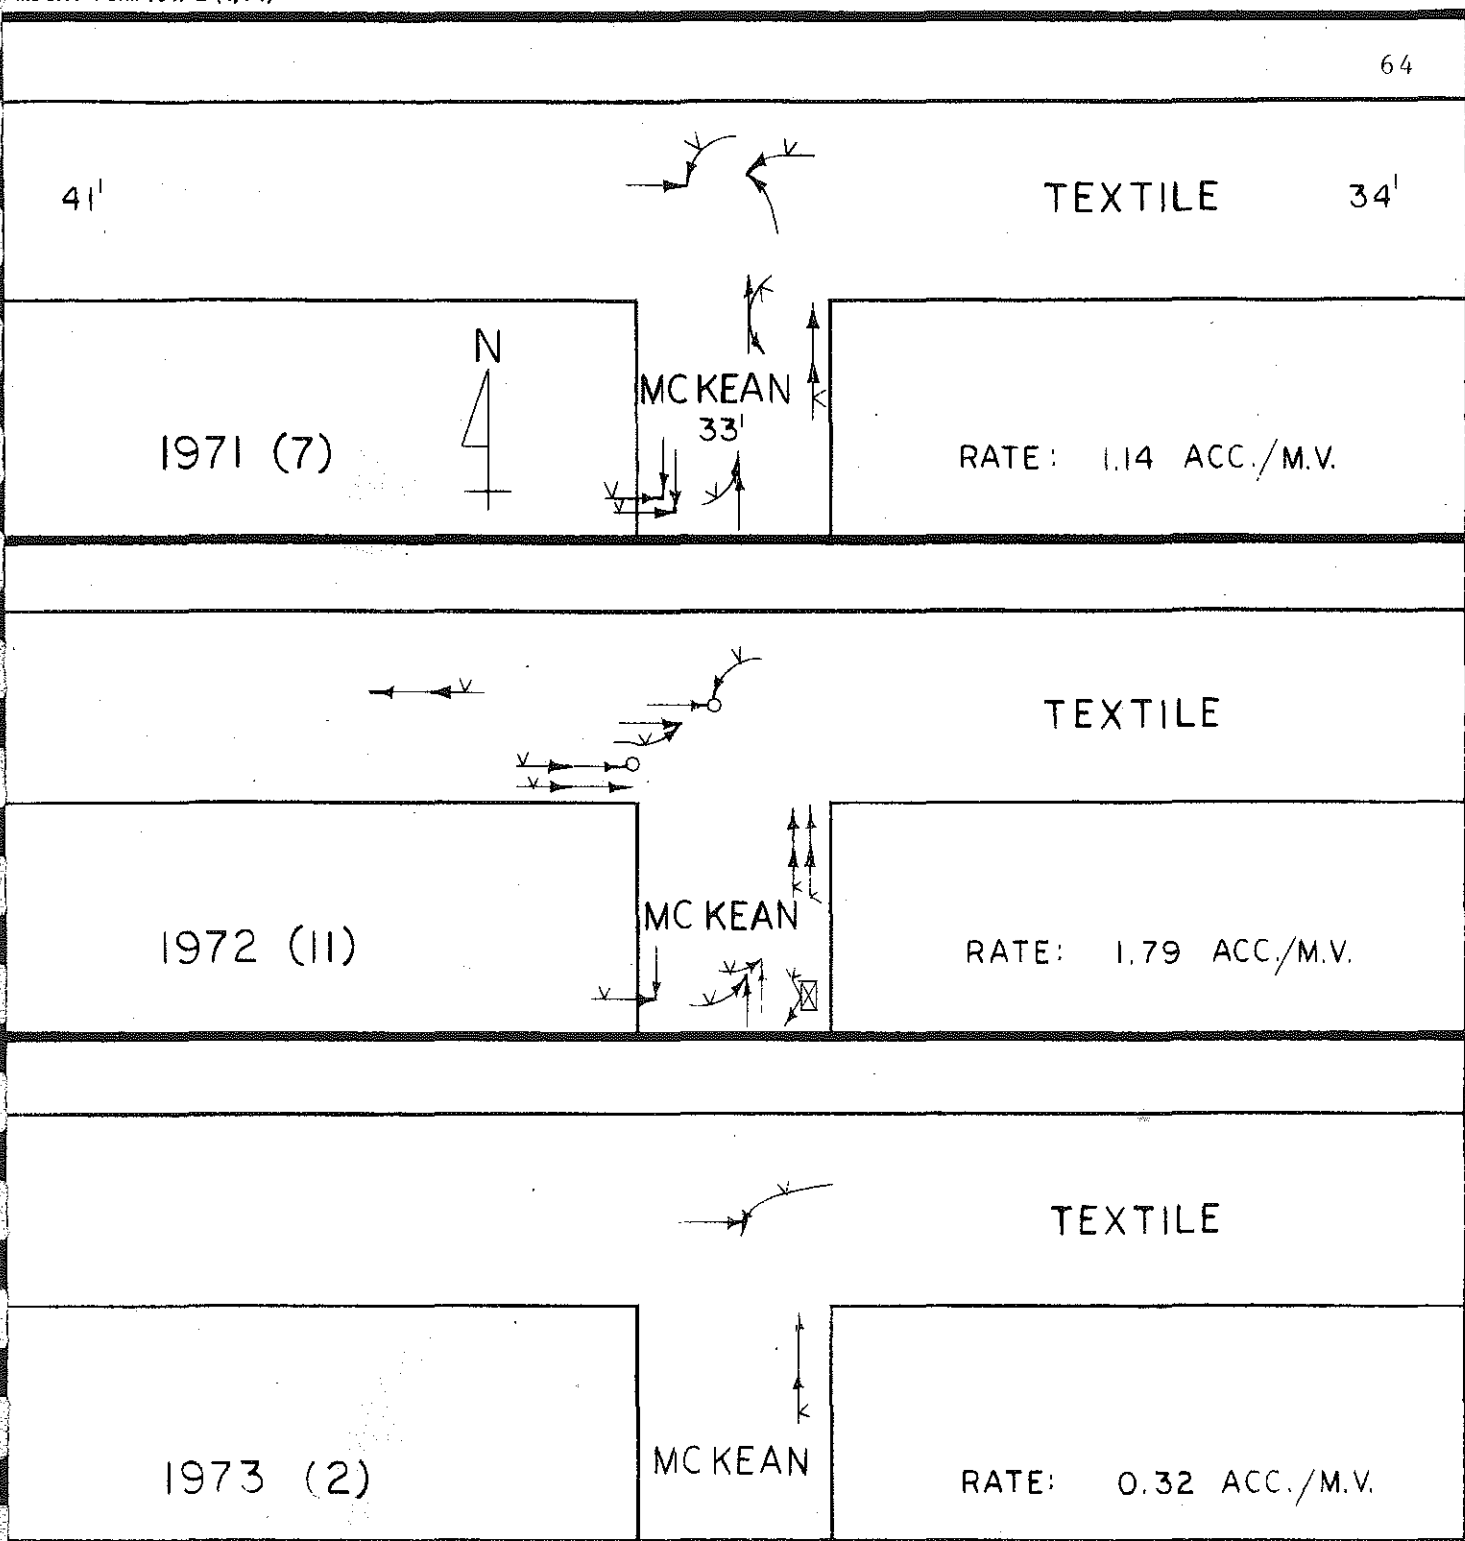 64
41' TEXTILE 34'
N
MC KEAN
33'
1971 (7) RATE: 1.14 ACC./M.V.
TEXTILE
MC KEAN
1972 (11) RATE: 1.79 ACC./M.V.
TEXTILE
MC KEAN
1973 (2) RATE: 0.32 ACC./M.V.